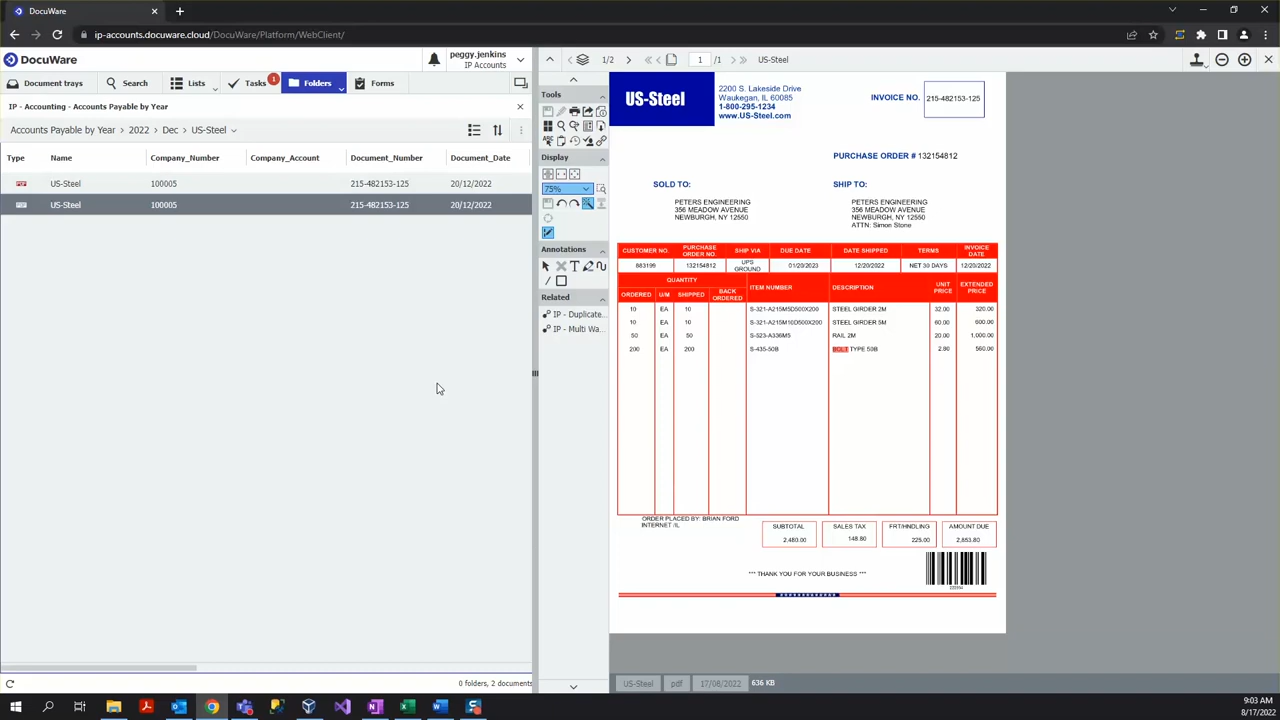 DocuWare
ip-accounts.docuware.cloud/DocuWare/Platform/WebClient/
DocuWare
peggy.jenkins
IP Accounts
Document trays
Search
Lists
Tasks
1
Folders
Forms
IP - Accounting - Accounts Payable by Year
Accounts Payable by Year > 2022 > Dec > US-Steel
Type Name Company_Number Company_Account Document_Number Document_Date
US-Steel 100005 215-482153-125 20/12/2022
US-Steel 100005 215-482153-125 20/12/2022
0 folders, 2 documents
1/2
1 /1
US-Steel
Tools
Display
75%
Annotations
Related
IP - Duplicate...
IP - Multi Wa...
US-Steel
2200 S. Lakeside Drive
Waukegan, IL 60085
1-800-295-1234
www.US-Steel.com
INVOICE NO. 215-482153-125
PURCHASE ORDER # 132154812
SOLD TO:
PETERS ENGINEERING
356 MEADOW AVENUE
NEWBURGH, NY 12550
SHIP TO:
PETERS ENGINEERING
356 MEADOW AVENUE
NEWBURGH, NY 12550
ATTN: Simon Stone
CUSTOMER NO. PURCHASE ORDER NO. SHIP VIA DUE DATE DATE SHIPPED TERMS INVOICE DATE
883199 132154812 UPS GROUND 01/20/2023 12/20/2022 NET 30 DAYS 12/20/2022
QUANTITY
ORDERED U/M SHIPPED BACK ORDERED ITEM NUMBER DESCRIPTION UNIT PRICE EXTENDED PRICE
10 EA 10 S-321-A215M5D500X200 STEEL GIRDER 2M 32.00 320.00
10 EA 10 S-321-A215M10D500X200 STEEL GIRDER 5M 60.00 600.00
50 EA 50 S-523-A336M5 RAIL 2M 20.00 1,000.00
200 EA 200 S-435-50B BOLT TYPE 50B 2.80 560.00
ORDER PLACED BY: BRIAN FORD
INTERNET /IL
SUBTOTAL 2,480.00
SALES TAX 148.80
FRT/HNDLING 225.00
AMOUNT DUE 2,853.80
*** THANK YOU FOR YOUR BUSINESS ***
US-Steel
pdf
17/08/2022
636 KB
9:03 AM
8/17/2022